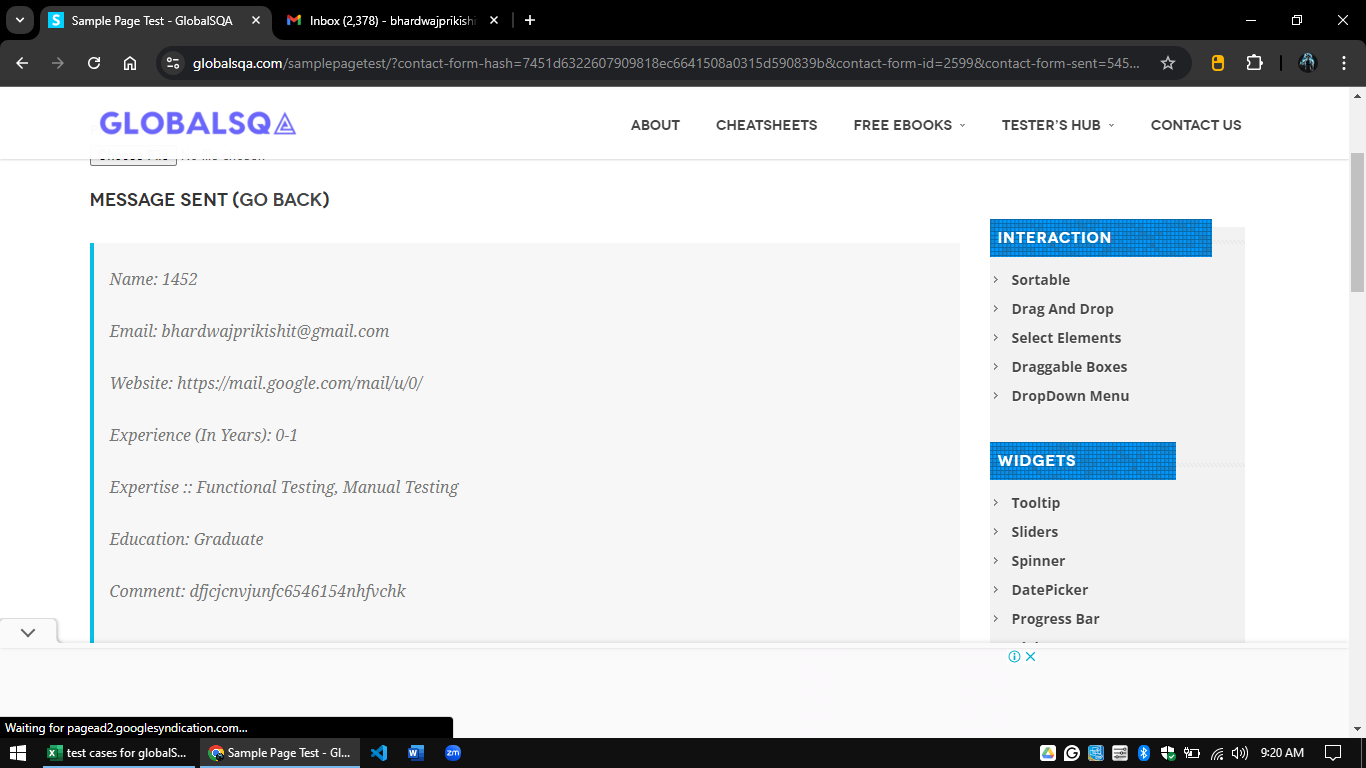 Sample Page Test - GlobalSQA
Inbox (2,378) - bhardwajprikishi
globalsqa.com/samplepagetest/?contact-form-hash=7451d6322607909818ec6641508a0315d590839b&contact-form-id=2599&contact-form-sent=545...
GLOBALSQA
ABOUT
CHEATSHEETS
FREE EBOOKS
TESTER'S HUB
CONTACT US
MESSAGE SENT (GO BACK)
Name: 1452
Email: bhardwajprikishit@gmail.com
Website: https://mail.google.com/mail/u/0/
Experience (In Years): 0-1
Expertise :: Functional Testing, Manual Testing
Education: Graduate
Comment: dfjcjcnvjunfc6546154nhfvchk
INTERACTION
Sortable
Drag And Drop
Select Elements
Draggable Boxes
DropDown Menu
WIDGETS
Tooltip
Sliders
Spinner
DatePicker
Progress Bar
Waiting for pagead2.googlesyndication.com...
test cases for globalS...
Sample Page Test - Gl...
zm
9:20 AM